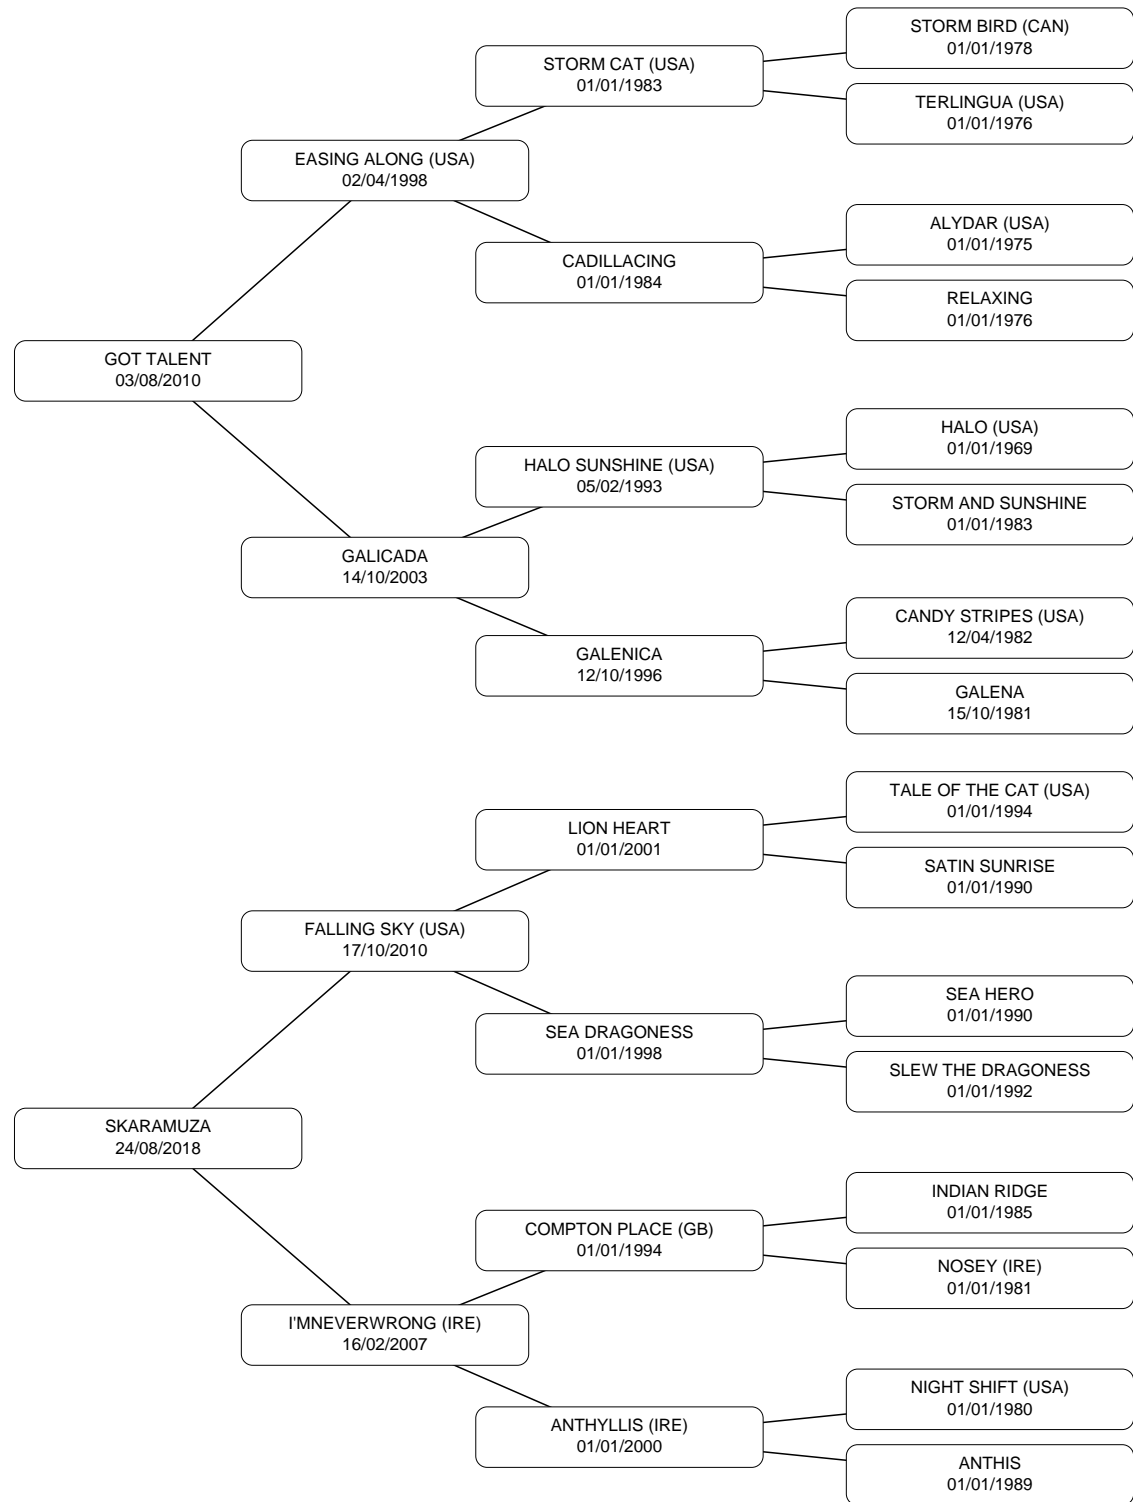 STORM BIRD (CAN)
01/01/1978
STORM CAT (USA)
01/01/1983
TERLINGUA (USA)
01/01/1976
EASING ALONG (USA)
02/04/1998
ALYDAR (USA)
01/01/1975
CADILLACING
01/01/1984
RELAXING
01/01/1976
GOT TALENT
03/08/2010
HALO (USA)
01/01/1969
HALO SUNSHINE (USA)
05/02/1993
STORM AND SUNSHINE
01/01/1983
GALICADA
14/10/2003
CANDY STRIPES (USA)
12/04/1982
GALENICA
12/10/1996
GALENA
15/10/1981
TALE OF THE CAT (USA)
01/01/1994
LION HEART
01/01/2001
SATIN SUNRISE
01/01/1990
FALLING SKY (USA)
17/10/2010
SEA HERO
01/01/1990
SEA DRAGONESS
01/01/1998
SLEW THE DRAGONESS
01/01/1992
SKARAMUZA
24/08/2018
INDIAN RIDGE
01/01/1985
COMPTON PLACE (GB)
01/01/1994
NOSEY (IRE)
01/01/1981
I'MNEVERWRONG (IRE)
16/02/2007
NIGHT SHIFT (USA)
01/01/1980
ANTHYLLIS (IRE)
01/01/2000
ANTHIS
01/01/1989